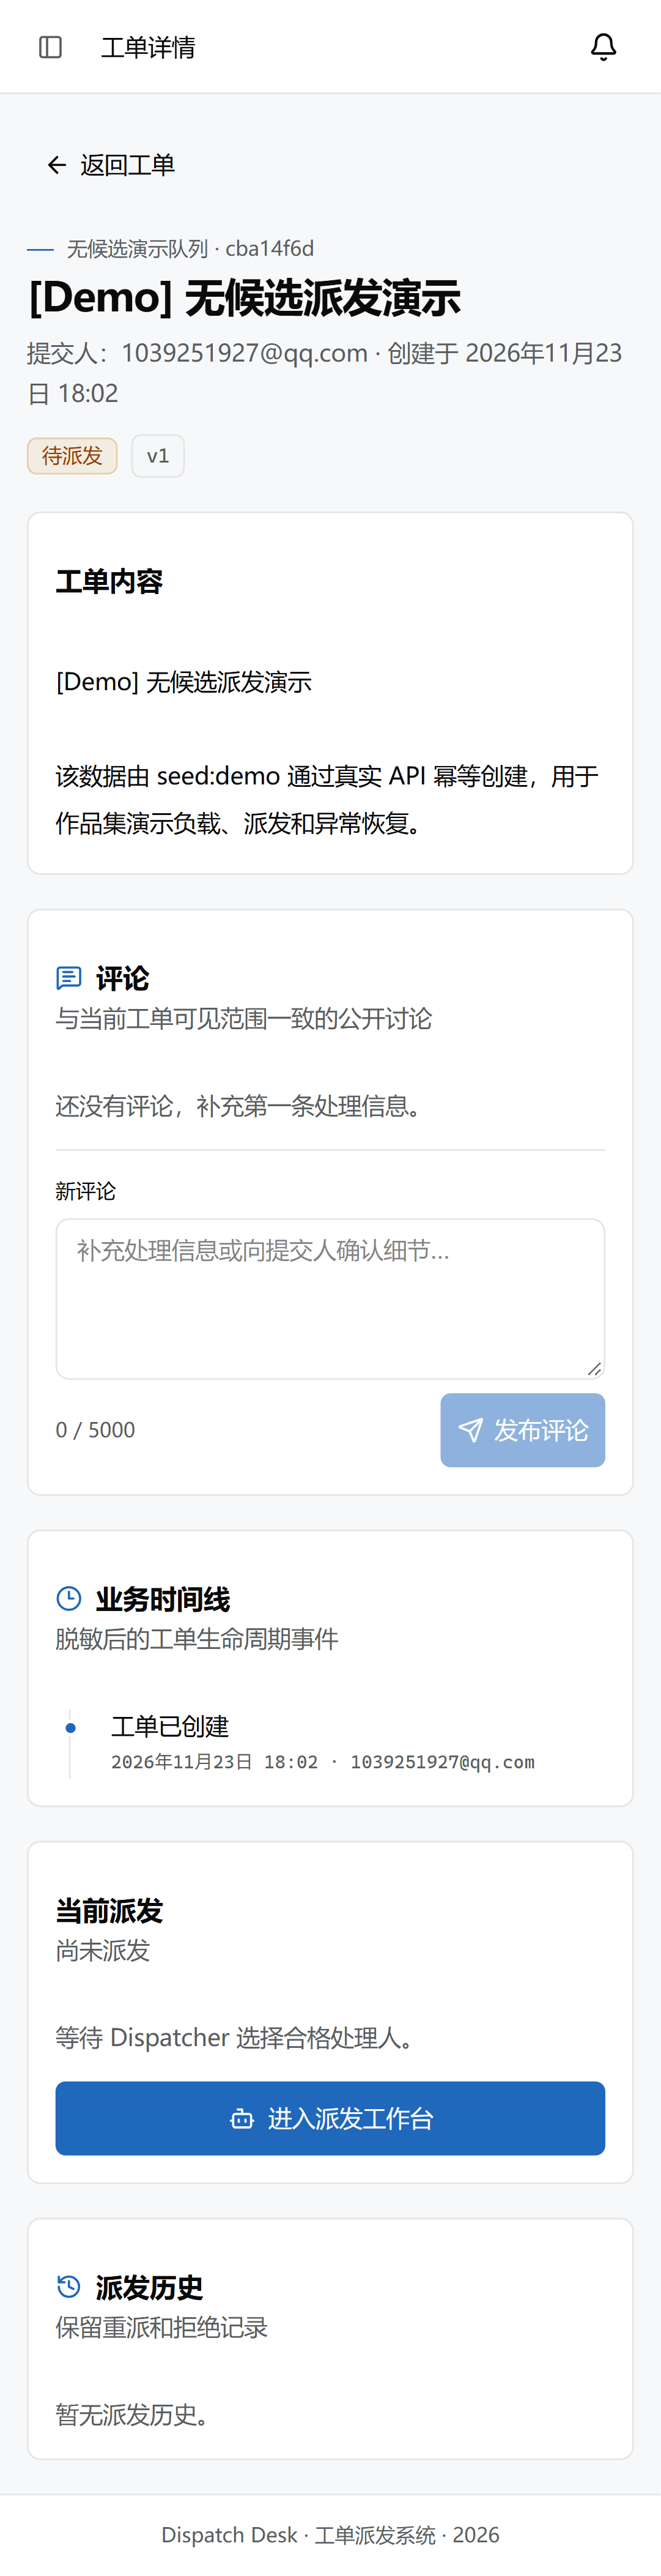 工单详情
返回工单
无候选演示队列 · cba14f6d
[Demo] 无候选派发演示
提交人：1039251927@qq.com · 创建于 2026年11月23
日 18:02
待派发
v1
工单内容
[Demo] 无候选派发演示
该数据由 seed:demo 通过真实 API 幂等创建，用于
作品集演示负载、派发和异常恢复。
评论
与当前工单可见范围一致的公开讨论
还没有评论，补充第一条处理信息。
新评论
补充处理信息或向提交人确认细节...
0 / 5000
发布评论
业务时间线
脱敏后的工单生命周期事件
工单已创建
2026年11月23日 18:02 · 1039251927@qq.com
当前派发
尚未派发
等待 Dispatcher 选择合格处理人。
进入派发工作台
派发历史
保留重派和拒绝记录
暂无派发历史。
Dispatch Desk · 工单派发系统 · 2026